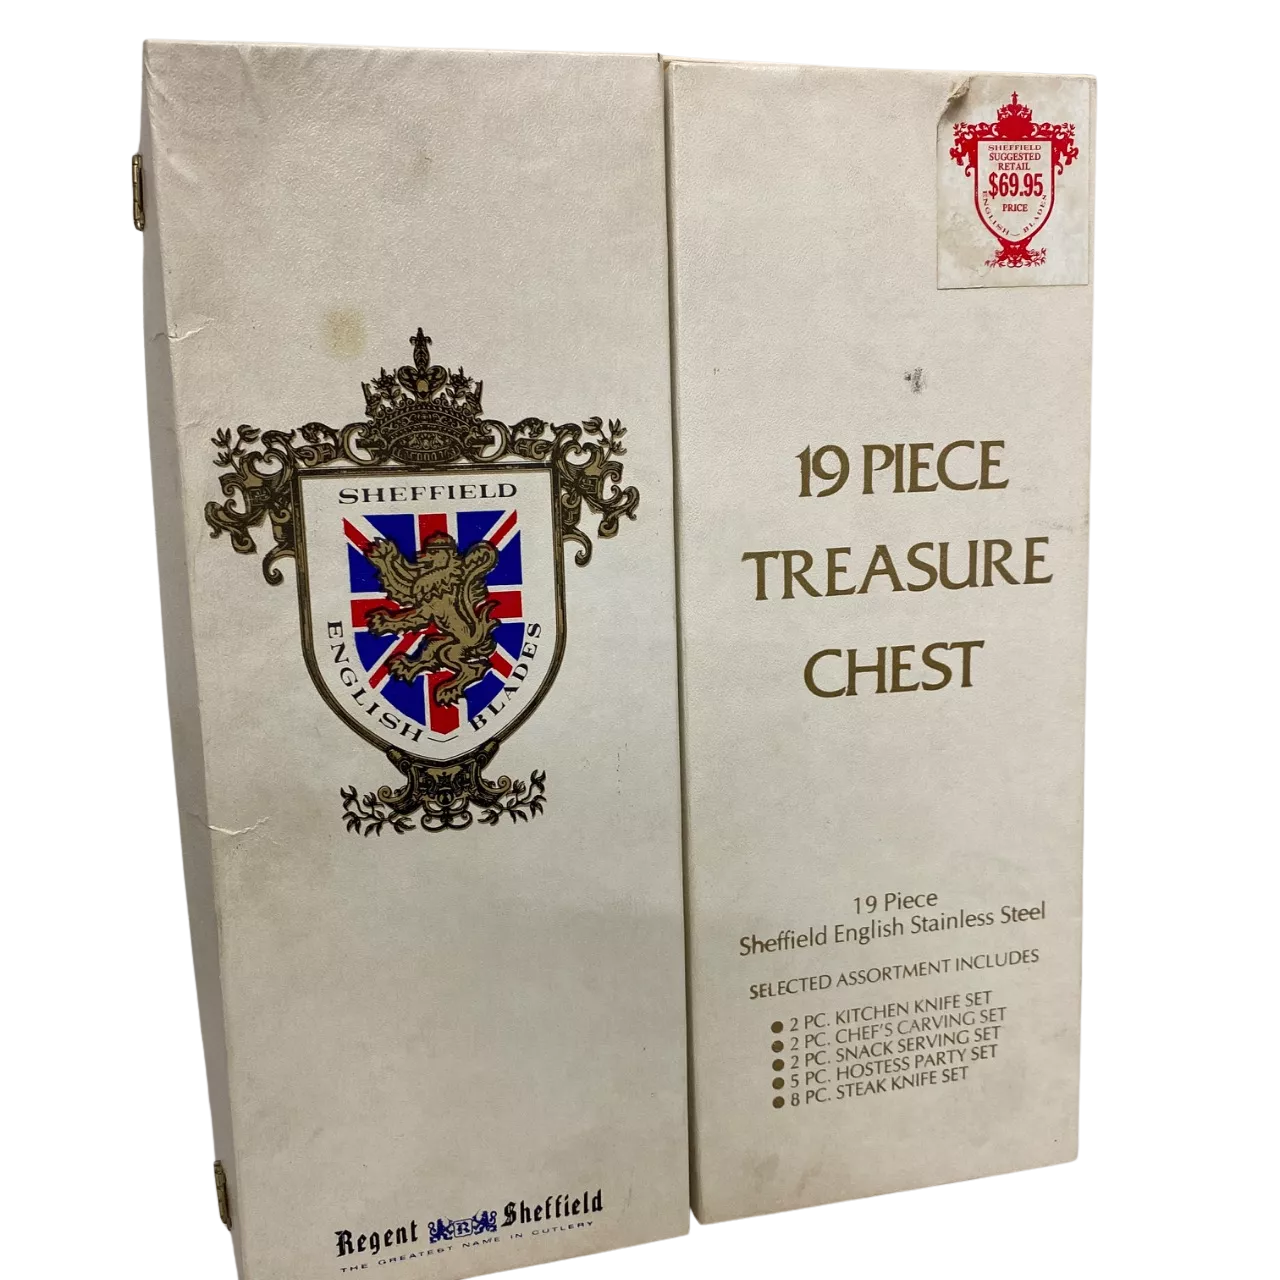 SHEFFIELD
ENGLISH BLADES
Regent R Sheffield
THE GREATEST NAME IN CUTLERY
SHEFFIELD
SUGGESTED
RETAIL
$69.95
PRICE
ENGLISH BLADES
19 PIECE
TREASURE
CHEST
19 Piece
Sheffield English Stainless Steel
SELECTED ASSORTMENT INCLUDES
● 2 PC. KITCHEN KNIFE SET
● 2 PC. CHEF'S CARVING SET
● 2 PC. SNACK SERVING SET
● 5 PC. HOSTESS PARTY SET
● 8 PC. STEAK KNIFE SET